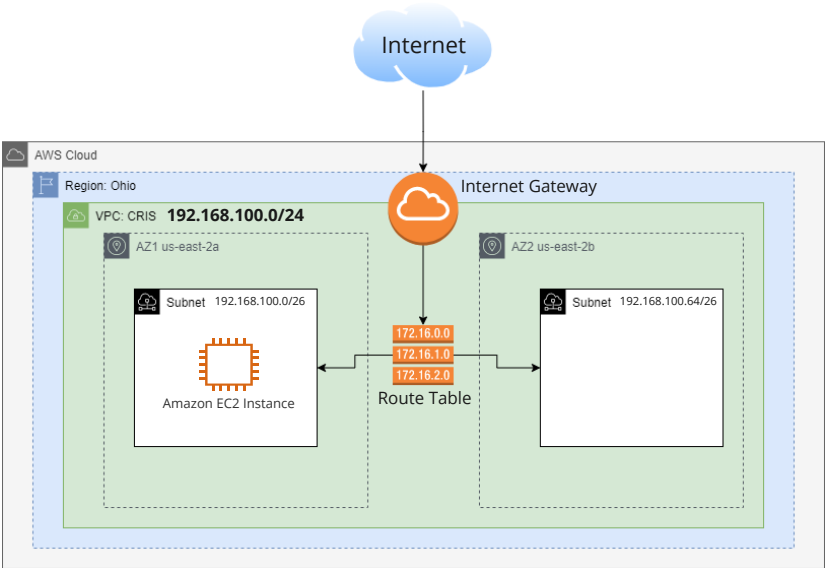 Internet
AWS Cloud
Region: Ohio
Internet Gateway
VPC: CRIS 192.168.100.0/24
AZ1 us-east-2a
AZ2 us-east-2b
Subnet 192.168.100.0/26
Subnet 192.168.100.64/26
172.16.0.0
172.16.1.0
172.16.2.0
Route Table
Amazon EC2 Instance